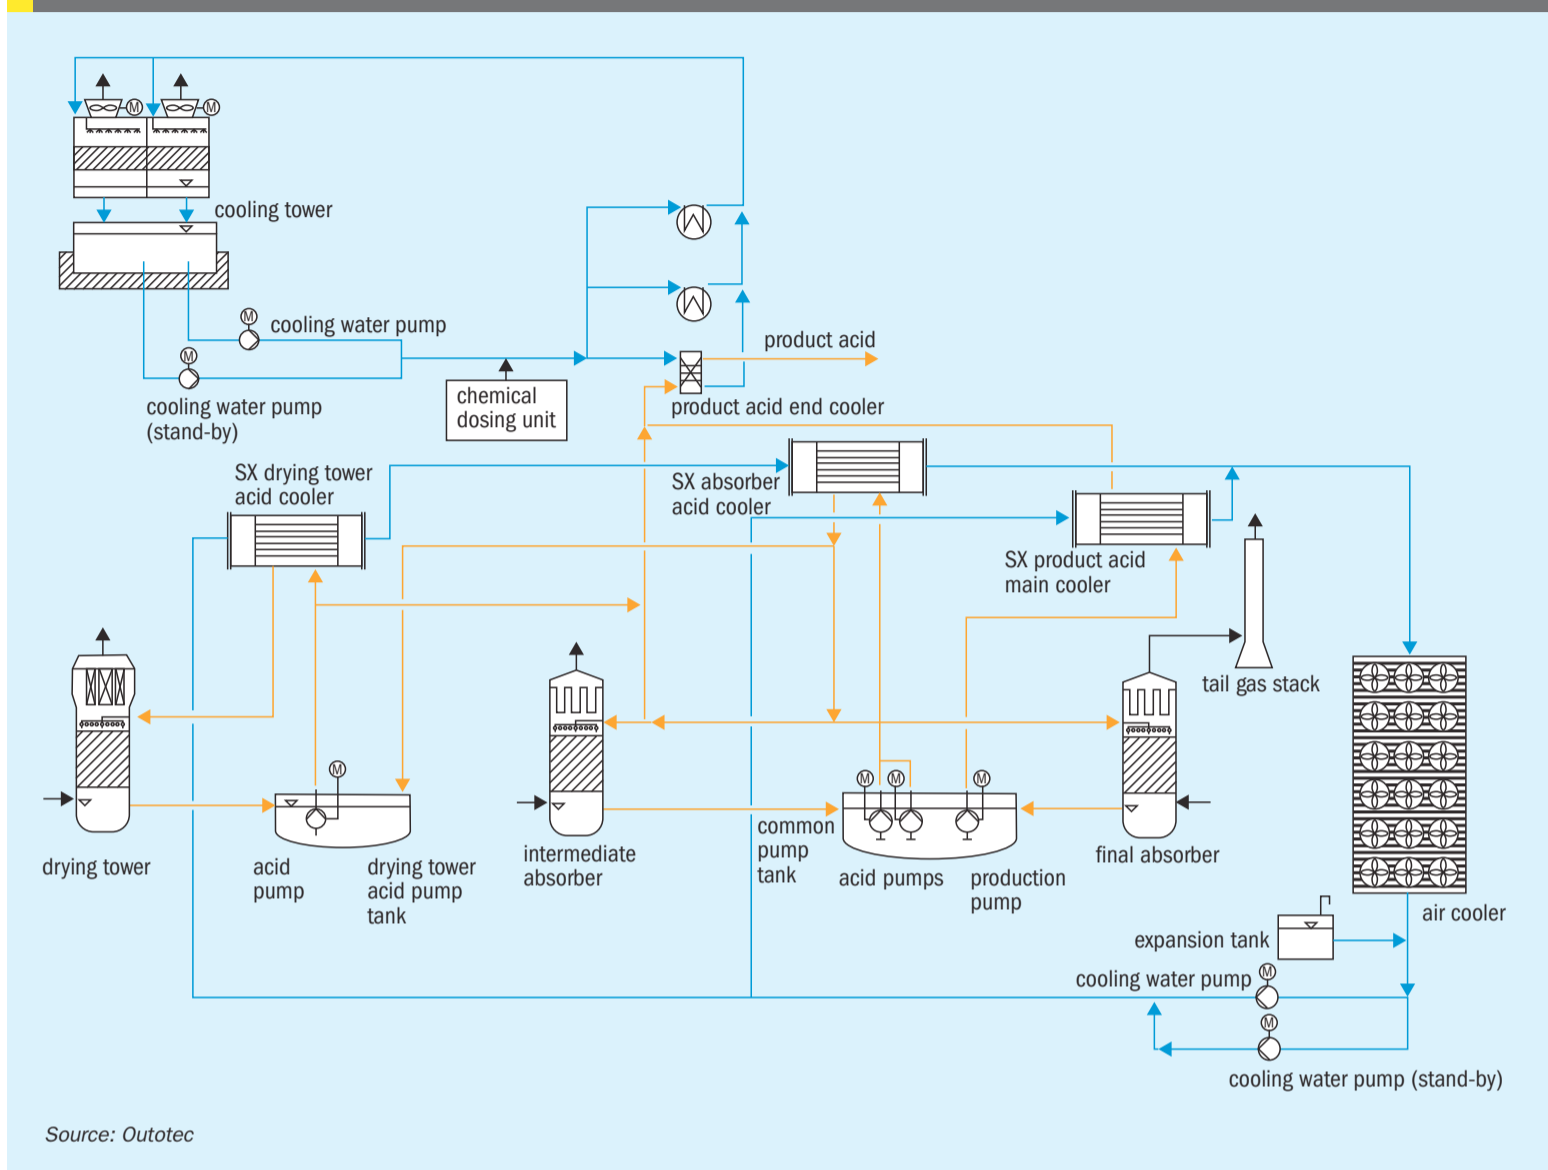 M
M
cooling tower
M
cooling water pump
M
product acid
cooling water pump
(stand-by)
chemical
dosing unit
product acid end cooler
SX drying tower
acid cooler
SX absorber
acid cooler
SX product acid
main cooler
tail gas stack
M
M
M
M
drying tower
acid
pump
drying tower
acid pump
tank
intermediate
absorber
common
pump
tank
acid pumps
production
pump
final absorber
air cooler
expansion tank
cooling water pump
M
M
cooling water pump (stand-by)
Source: Outotec